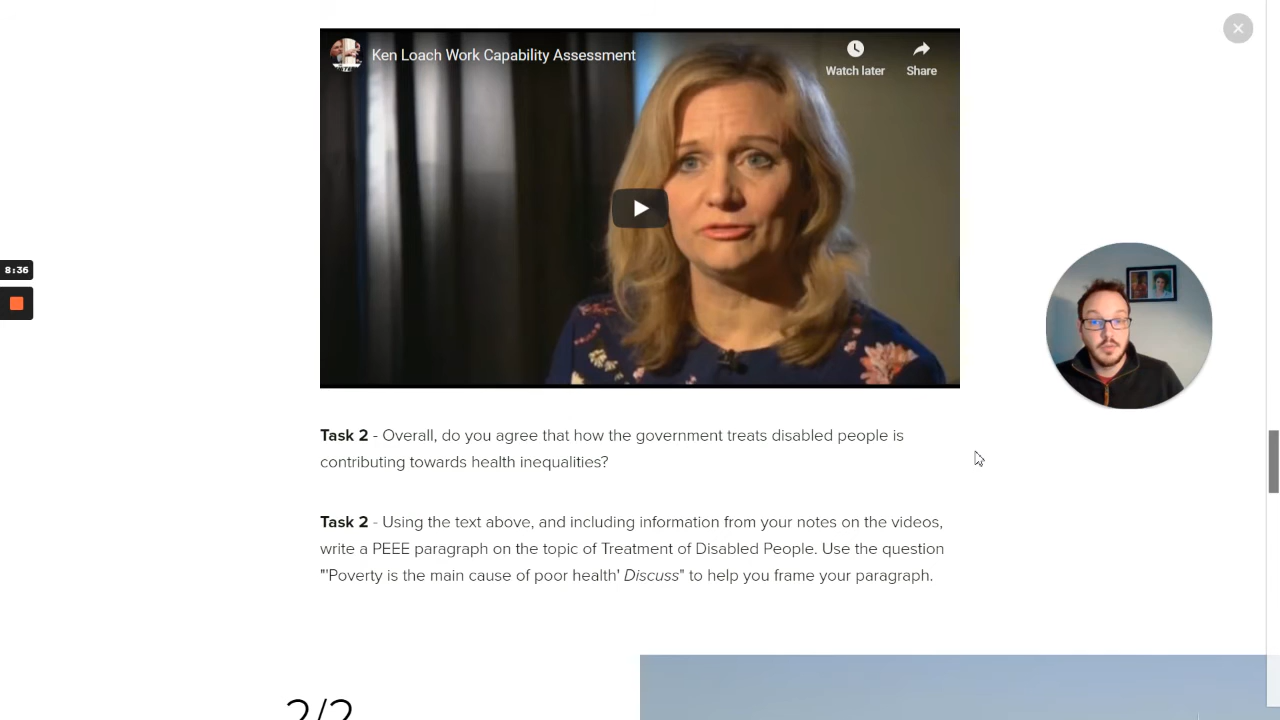 Ken Loach Work Capability Assessment
Watch later
Share
8:36
Task 2 - Overall, do you agree that how the government treats disabled people is
contributing towards health inequalities?
Task 2 - Using the text above, and including information from your notes on the videos,
write a PEEE paragraph on the topic of Treatment of Disabled People. Use the question
"'Poverty is the main cause of poor health' Discuss" to help you frame your paragraph.
2/2